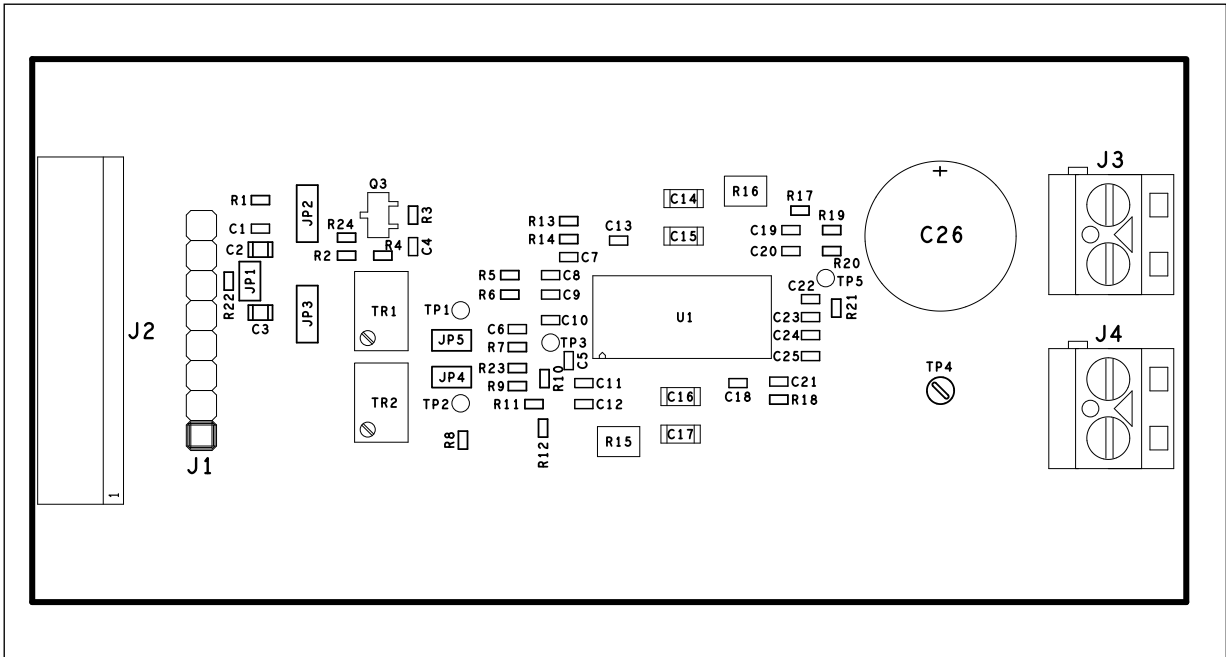 J3
Q3
R1
JP2
R3
C14
R16
R17
R13
C1
R24
R14
C13
C15
C19
R19
C26
C2
R2
R4
C4
C7
C20
R20
JP1
R22
R5
C8
TP5
R6
C9
C22
R21
C3
JP3
TR1
TP1
C10
U1
C23
J2
C6
JP5
TP3
C24
J4
R7
C5
C25
R23
TP4
JP4
R9
R10
C11
C21
TR2
TP2
R11
C12
C16
C18
R18
R8
R12
R15
C17
J1
1